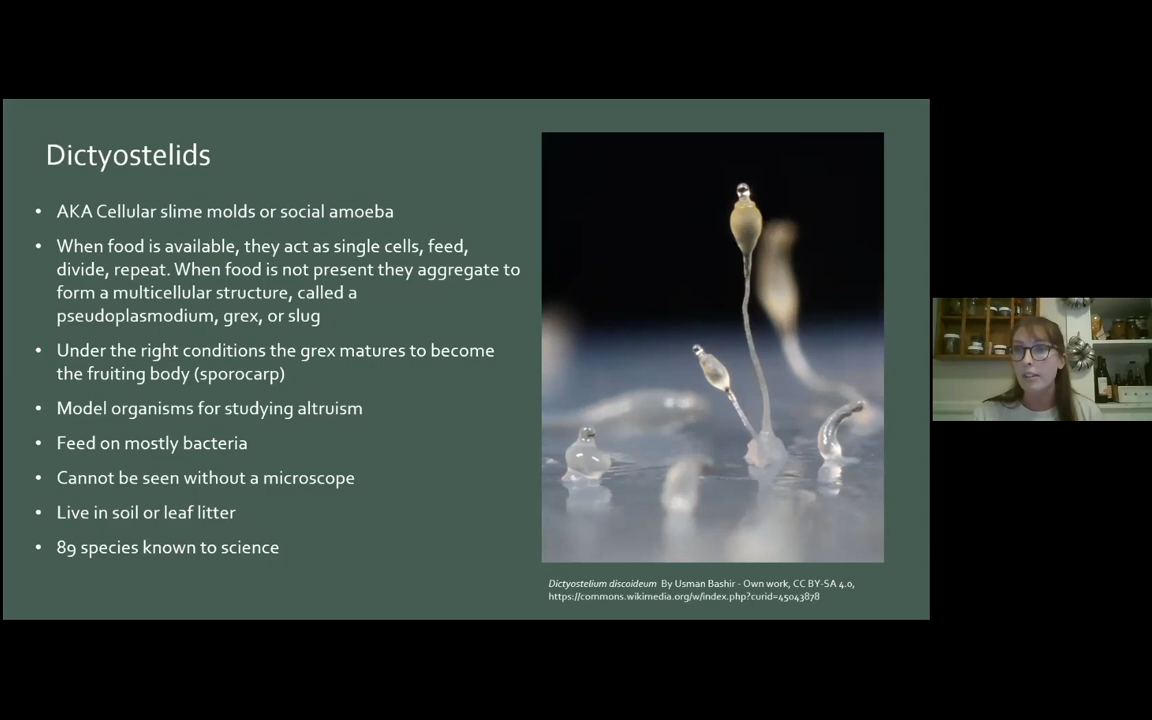 Dictyostelids
• AKA Cellular slime molds or social amoeba
• When food is available, they act as single cells, feed,
divide, repeat. When food is not present they aggregate to
form a multicellular structure, called a
pseudoplasmodium, grex, or slug
• Under the right conditions the grex matures to become
the fruiting body (sporocarp)
• Model organisms for studying altruism
• Feed on mostly bacteria
• Cannot be seen without a microscope
• Live in soil or leaf litter
• 89 species known to science
Dictyostelium discoideum By Usman Bashir - Own work, CC BY-SA 4.0,
https://commons.wikimedia.org/w/index.php?curid=45043878